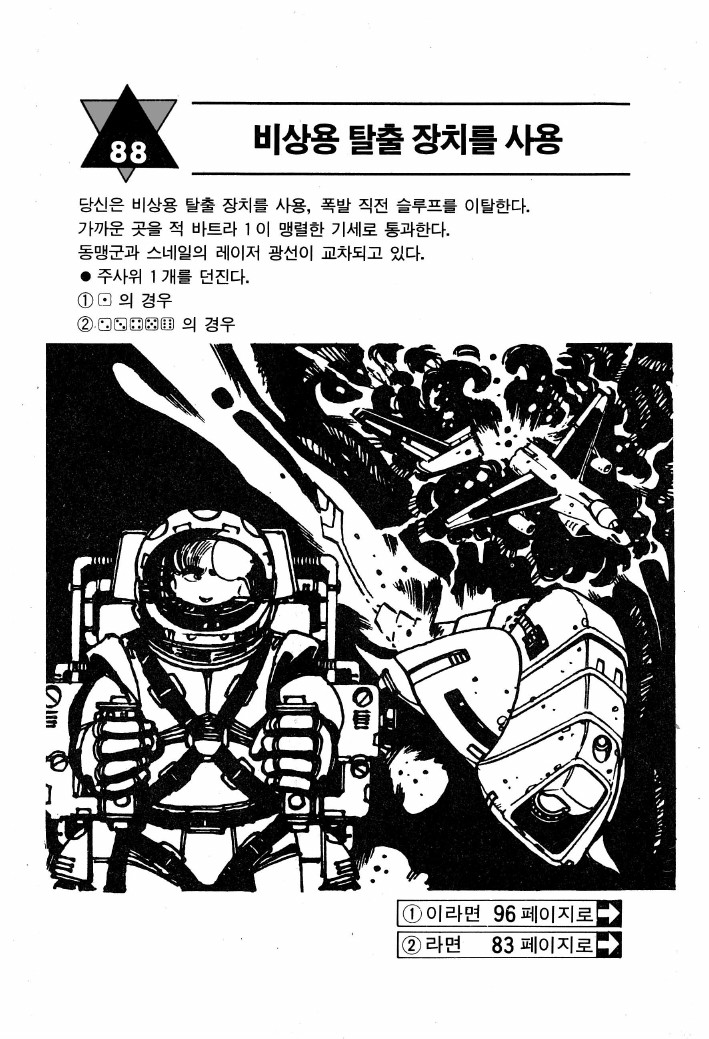 88
비상용 탈출 장치를 사용
당신은 비상용 탈출 장치를 사용, 폭발 직전 슬루프를 이탈한다.
가까운 곳을 적 바트라 1이 맹렬한 기세로 통과한다.
동맹군과 스네일의 레이저 광선이 교차되고 있다.
● 주사위 1개를 던진다.
① ⚀ 의 경우
② ⚁⚂⚃⚄⚅ 의 경우
① 이라면 96 페이지로
② 라면 83 페이지로